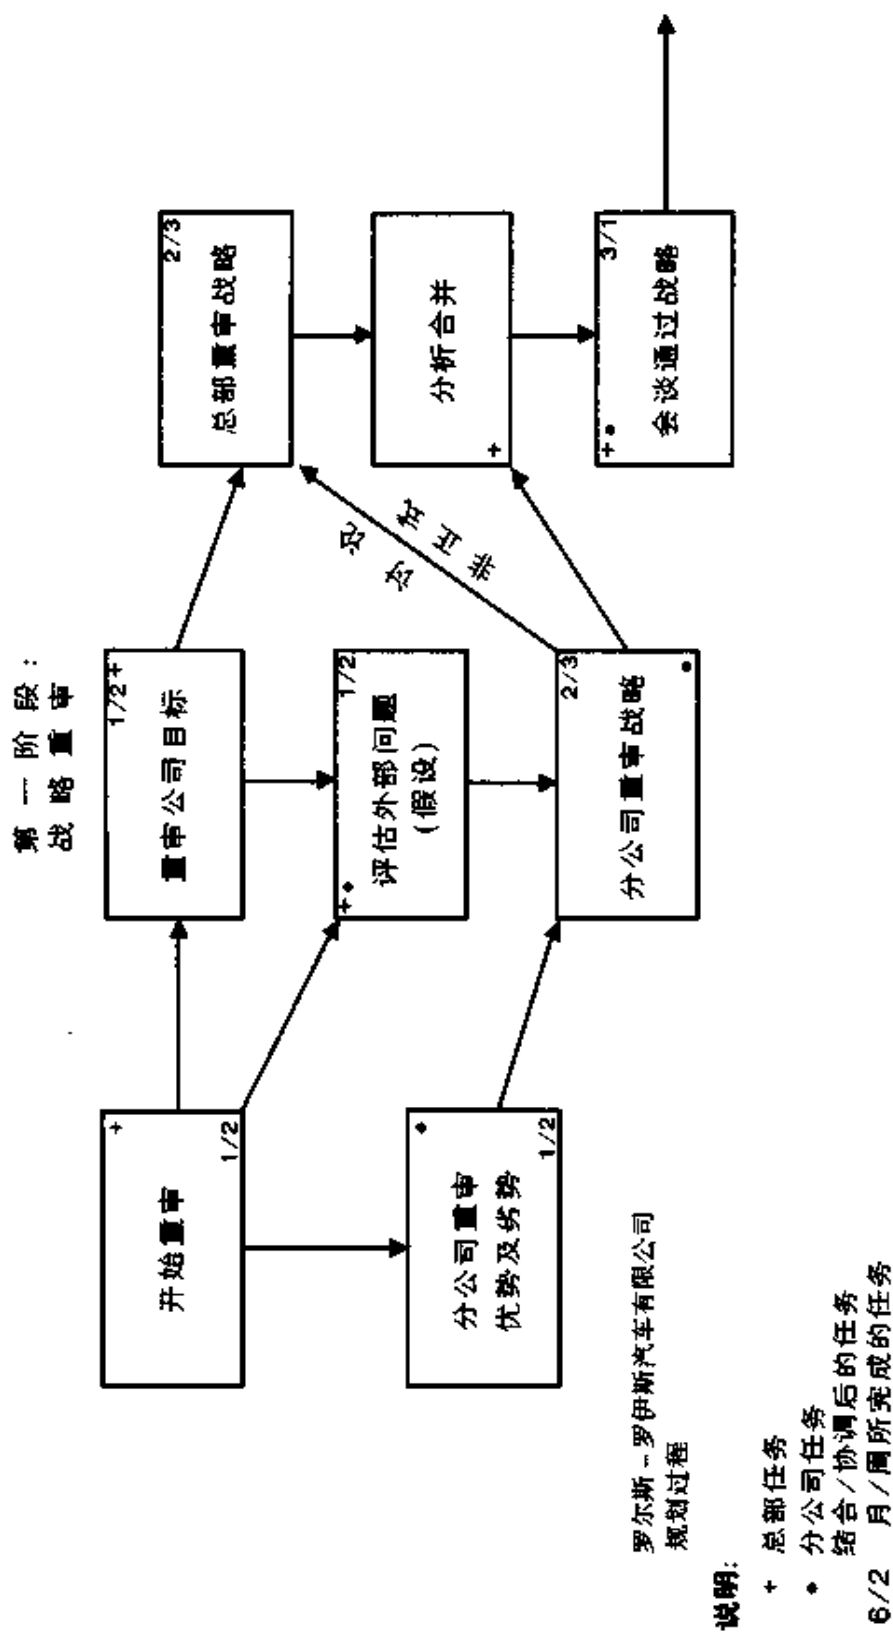 第一阶段：
战略重审
+
开始重审
1/2
1/2+
重审公司目标
2/3
总部重审战略
+◆
1/2
评估外部问题
(假设)
非正式
分析合并
+
◆
分公司重审
优势及劣势
1/2
2/3
分公司重审战略
◆
+◆
3/1
会谈通过战略
罗尔斯－罗伊斯汽车有限公司
规划过程
说明：
+ 总部任务
◆ 分公司任务
结合/协调后的任务
6/2 月/周所完成的任务